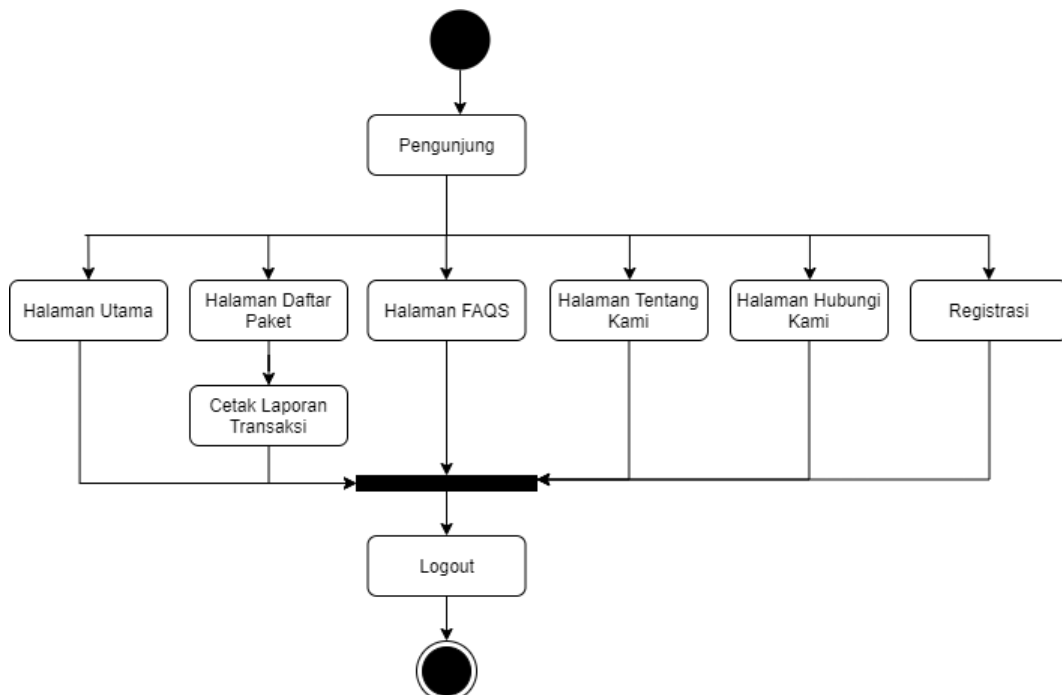 Pengunjung
Halaman Utama
Halaman Daftar
Paket
Halaman FAQS
Halaman Tentang
Kami
Halaman Hubungi
Kami
Registrasi
Cetak Laporan
Transaksi
Logout